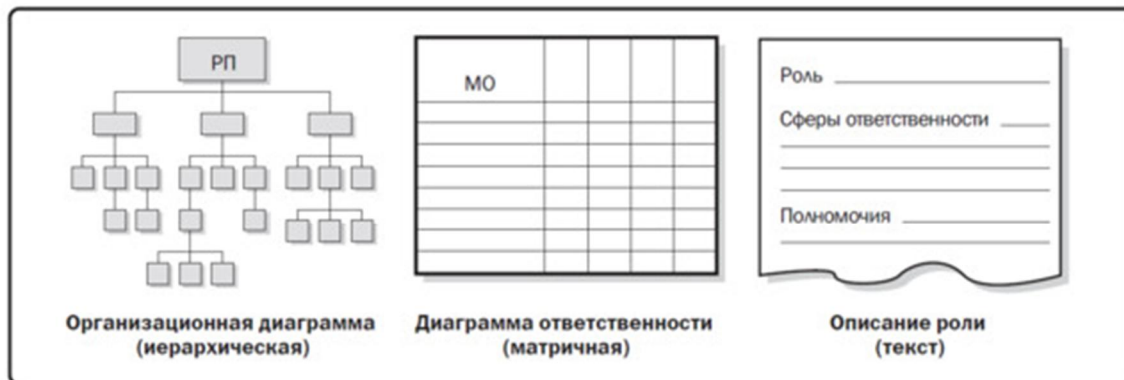 РП
МО
Роль
Сферы ответственности
Полномочия
Организационная диаграмма
(иерархическая)
Диаграмма ответственности
(матричная)
Описание роли
(текст)